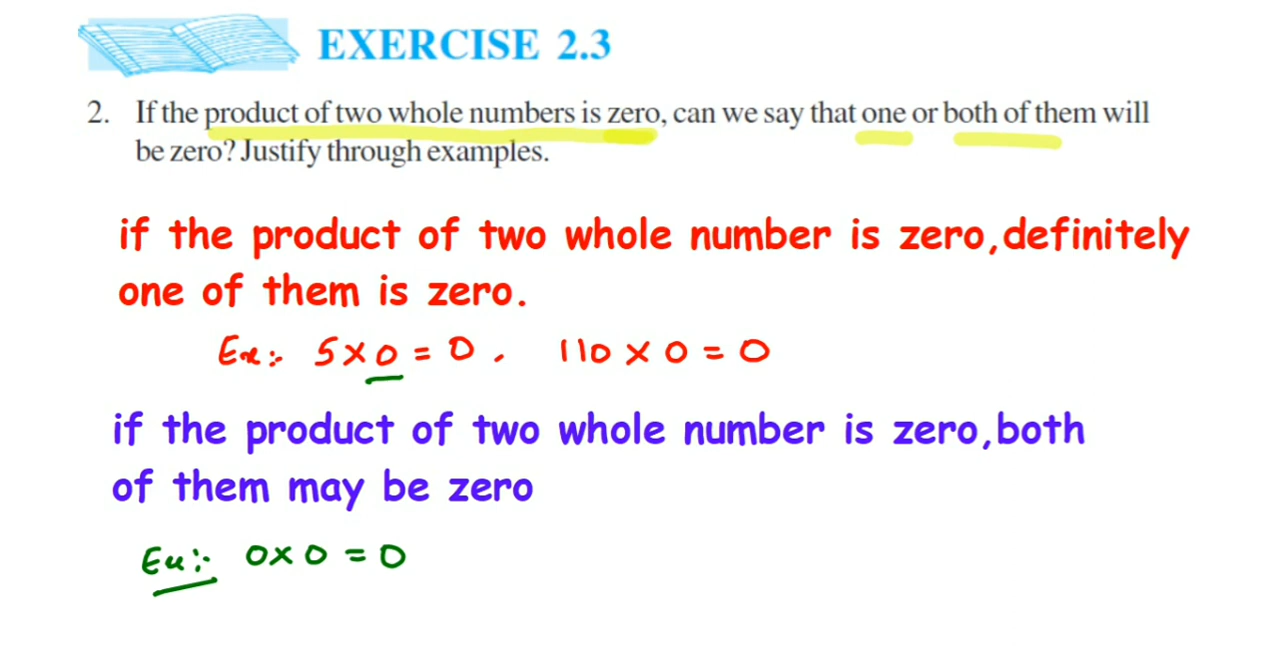 EXERCISE 2.3
2. If the product of two whole numbers is zero, can we say that one or both of them will
be zero? Justify through examples.
if the product of two whole number is zero,definitely
one of them is zero.
Ex:- 5 × 0 = 0 , 110 × 0 = 0
if the product of two whole number is zero,both
of them may be zero
Ex:- 0 × 0 = 0